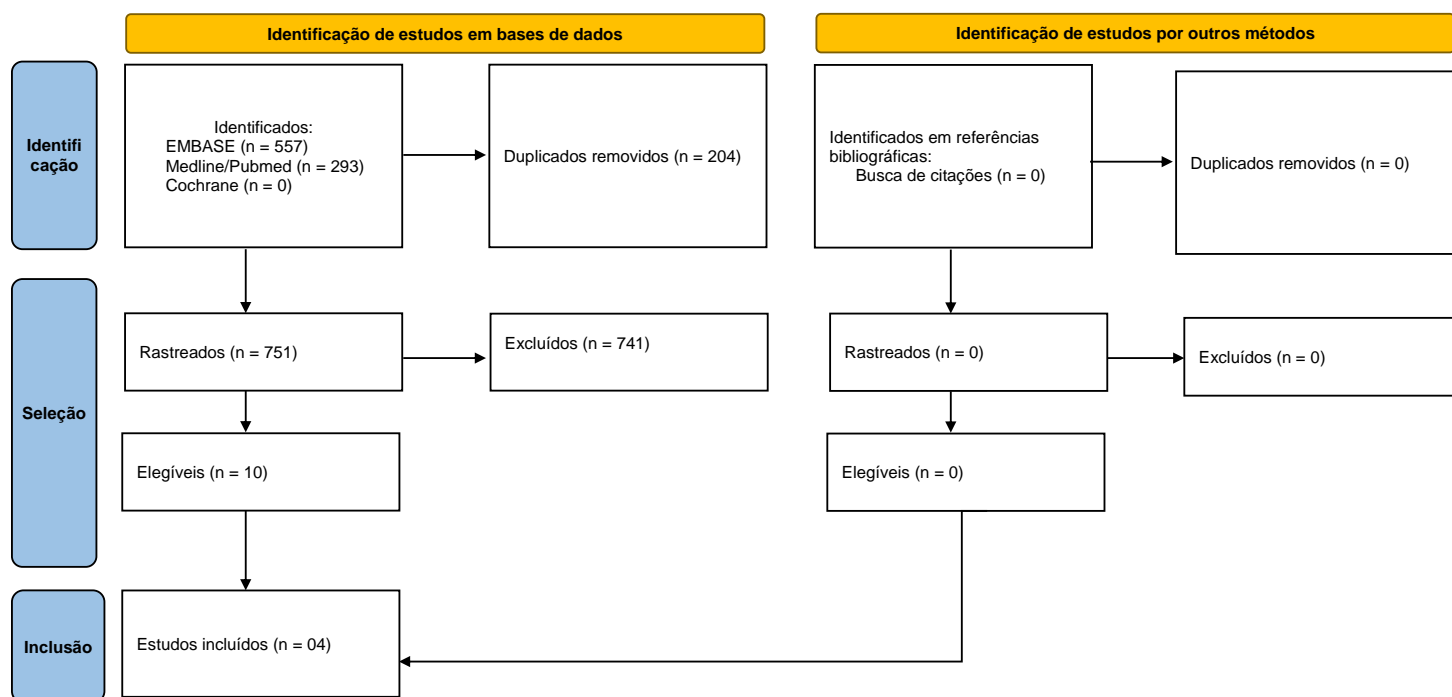 Identificação de estudos em bases de dados
Identificação de estudos por outros métodos
Identifi
cação
Identificados:
EMBASE (n = 557)
Medline/Pubmed (n = 293)
Cochrane (n = 0)
Duplicados removidos (n = 204)
Identificados em referências
bibliográficas:
Busca de citações (n = 0)
Duplicados removidos (n = 0)
Seleção
Rastreados (n = 751)
Excluídos (n = 741)
Rastreados (n = 0)
Excluídos (n = 0)
Elegíveis (n = 10)
Elegíveis (n = 0)
Inclusão
Estudos incluídos (n = 04)